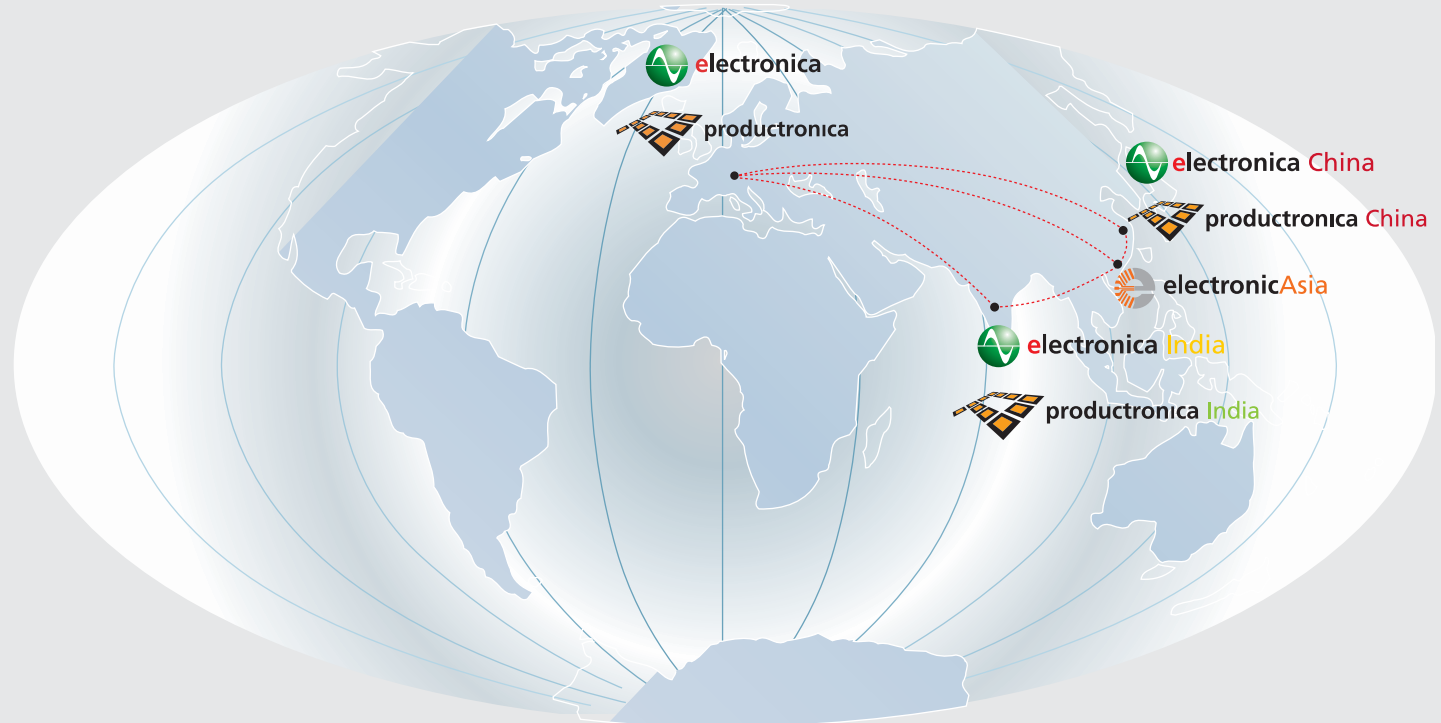 electronica
productronica
electronica China
productronica China
electronicAsia
electronica India
productronica India